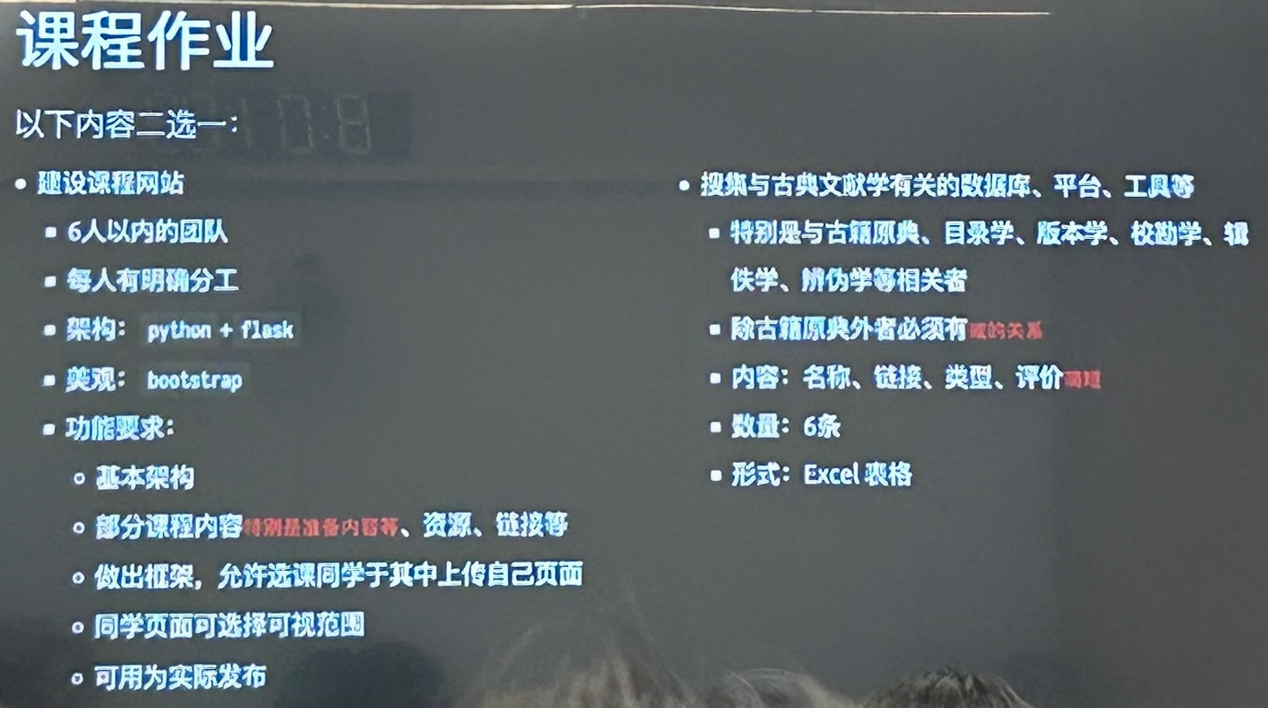 课程作业
以下内容二选一：
建设课程网站
6人以内的团队
每人有明确分工
架构： python + flask
美观： bootstrap
功能要求：
基本架构
部分课程内容特别是准备内容等、资源、链接等
做出框架，允许选课同学于其中上传自己页面
同学页面可选择可视范围
可用为实际发布
搜集与古典文献学有关的数据库、平台、工具等
特别是与古籍原典、目录学、版本学、校勘学、辑
佚学、辨伪学等相关者
除古籍原典外者必须有的关系
内容：名称、链接、类型、评价
数量：6条
形式：Excel 表格